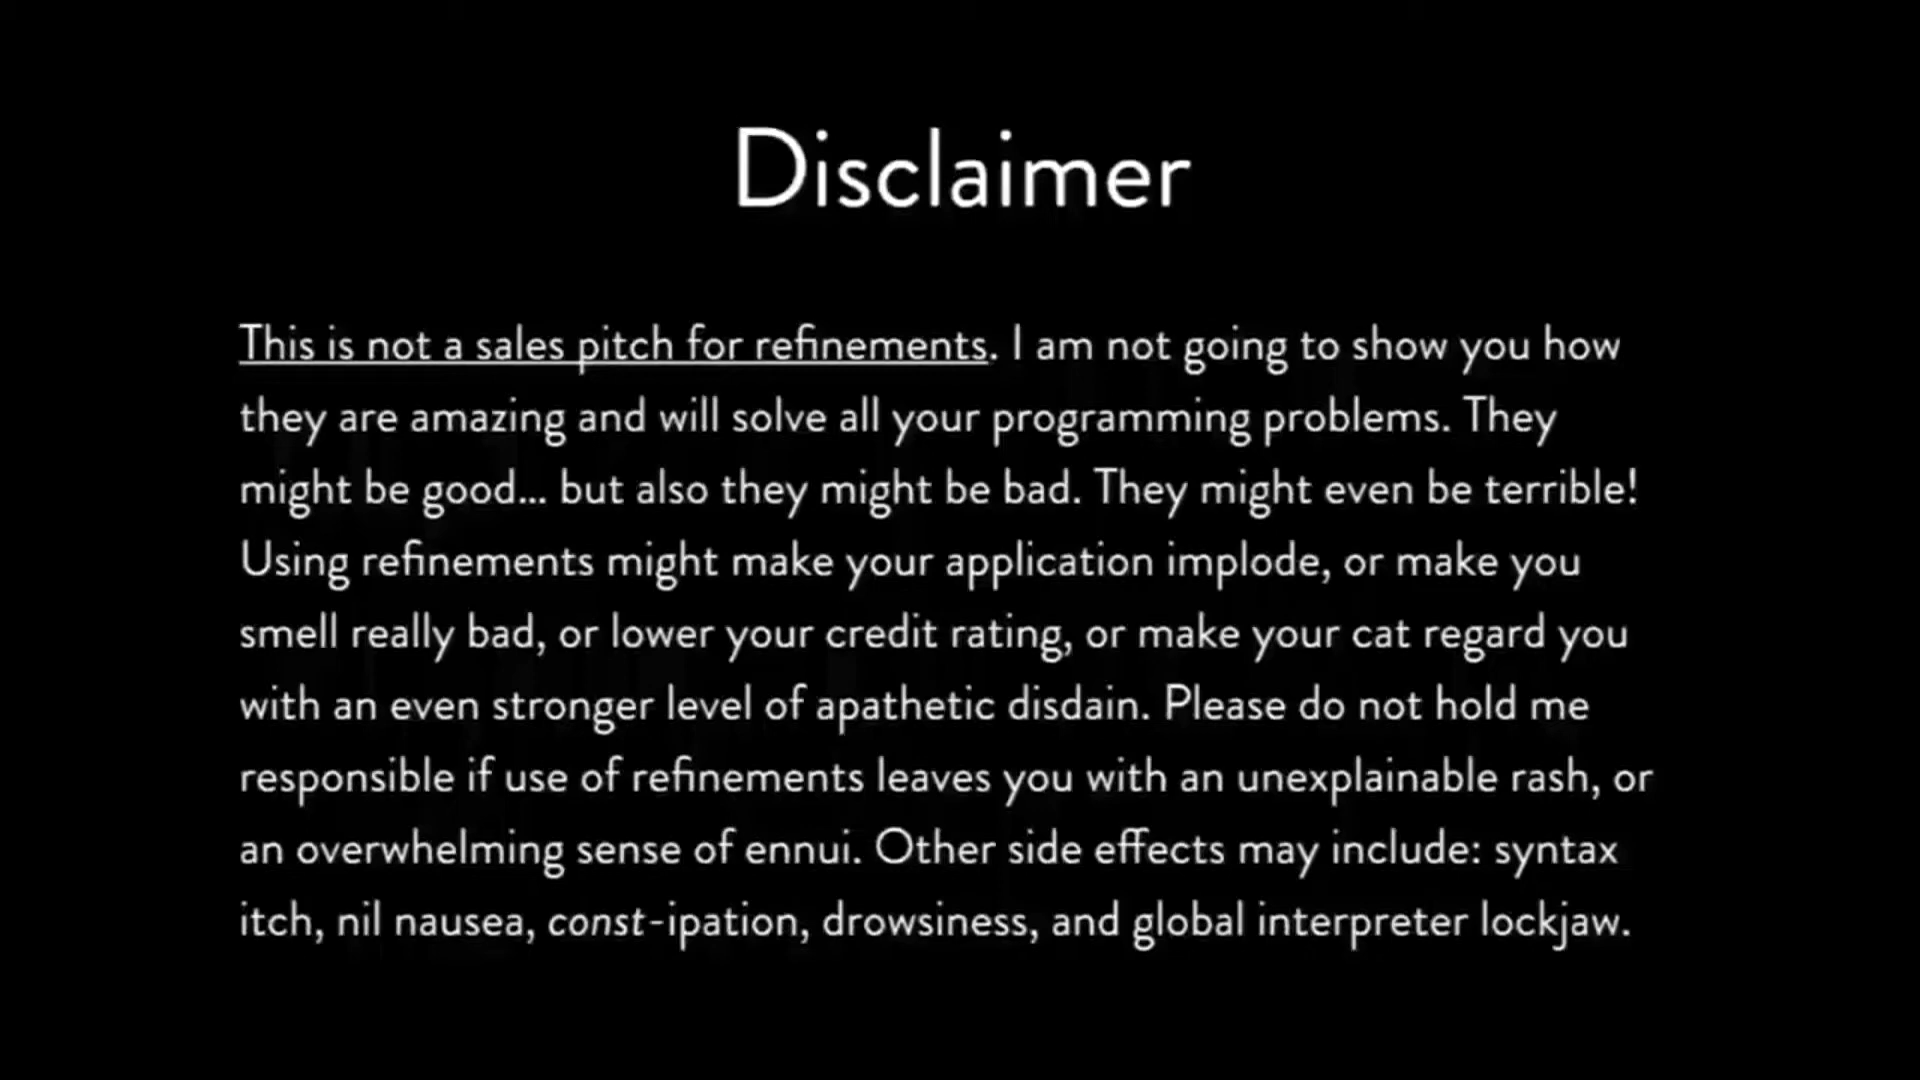 Disclaimer
This is not a sales pitch for refinements. I am not going to show you how
they are amazing and will solve all your programming problems. They
might be good... but also they might be bad. They might even be terrible!
Using refinements might make your application implode, or make you
smell really bad, or lower your credit rating, or make your cat regard you
with an even stronger level of apathetic disdain. Please do not hold me
responsible if use of refinements leaves you with an unexplainable rash, or
an overwhelming sense of ennui. Other side effects may include: syntax
itch, nil nausea, const-ipation, drowsiness, and global interpreter lockjaw.